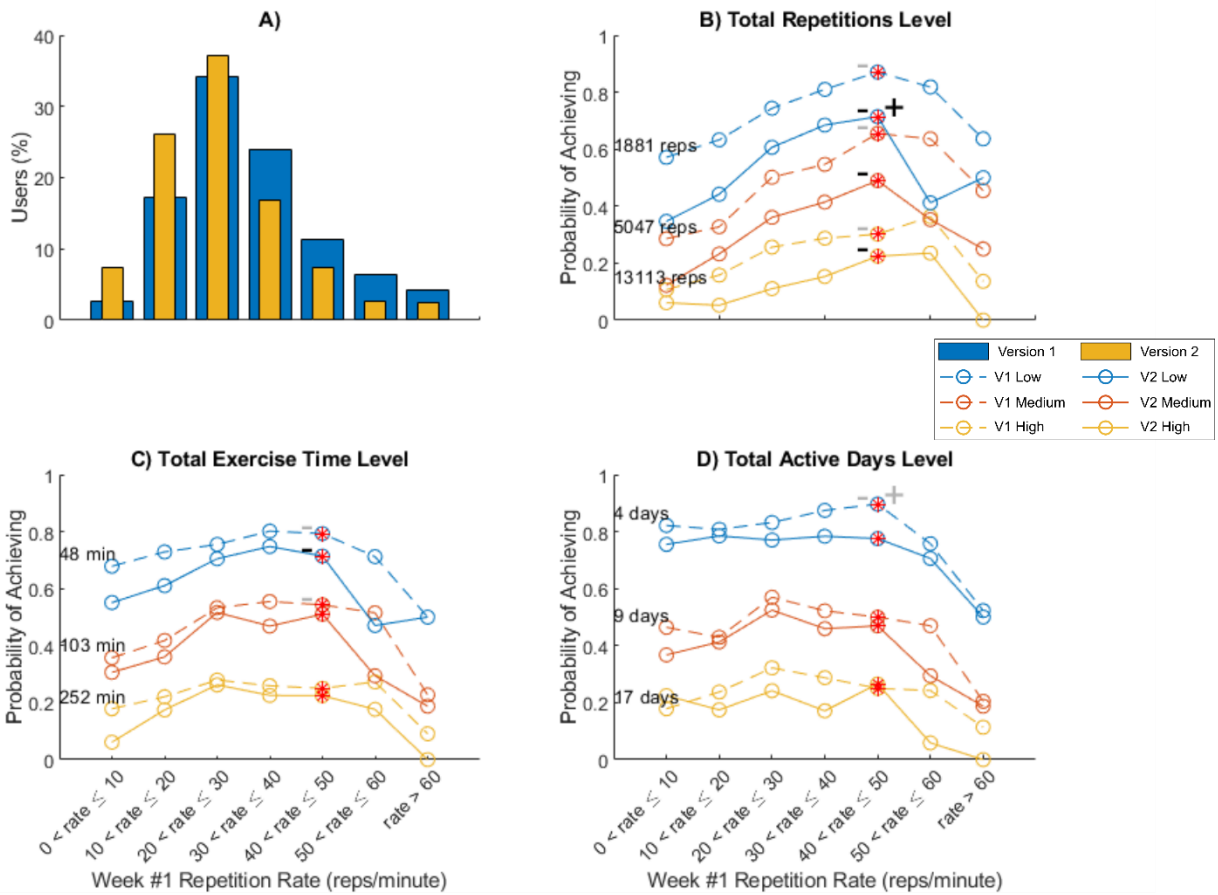 A)
40
30
20
10
0
Users (%)
B) Total Repetitions Level
1
0.8
0.6
0.4
0.2
0
Probability of Achieving
1881 reps
5047 reps
13113 reps
- + - - - - -
Version 1 Version 2
V1 Low V2 Low
V1 Medium V2 Medium
V1 High V2 High
C) Total Exercise Time Level
1
0.8
0.6
0.4
0.2
0
Probability of Achieving
48 min
103 min
252 min
- - -
0 < rate ≤ 10
10 < rate ≤ 20
20 < rate ≤ 30
30 < rate ≤ 40
40 < rate ≤ 50
50 < rate ≤ 60
rate > 60
Week #1 Repetition Rate (reps/minute)
D) Total Active Days Level
1
0.8
0.6
0.4
0.2
0
Probability of Achieving
4 days
9 days
17 days
- +
0 < rate ≤ 10
10 < rate ≤ 20
20 < rate ≤ 30
30 < rate ≤ 40
40 < rate ≤ 50
50 < rate ≤ 60
rate > 60
Week #1 Repetition Rate (reps/minute)